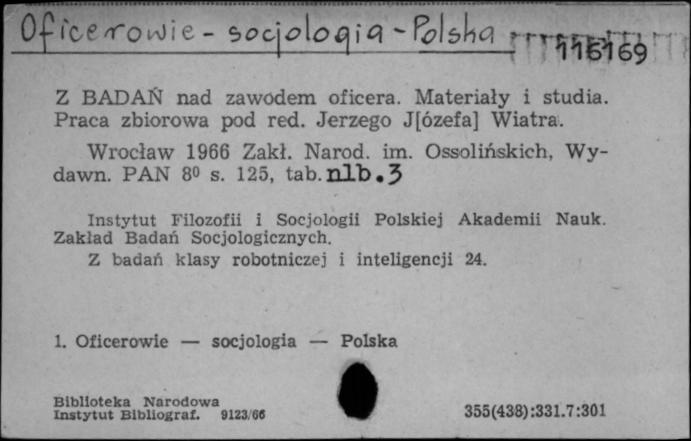 Oficerowie - socjologia - Polska
116169
Z BADAŃ nad zawodem oficera. Materiały i studia.
Praca zbiorowa pod red. Jerzego J[ózefa] Wiatra.
Wrocław 1966 Zakł. Narod. im. Ossolińskich, Wy-
dawn. PAN 8º s. 125, tab. nlb. 3
Instytut Filozofii i Socjologii Polskiej Akademii Nauk.
Zakład Badań Socjologicznych.
Z badań klasy robotniczej i inteligencji 24.
1. Oficerowie — socjologia — Polska
Biblioteka Narodowa
Instytut Bibliograf. 9123/66
355(438):331.7:301